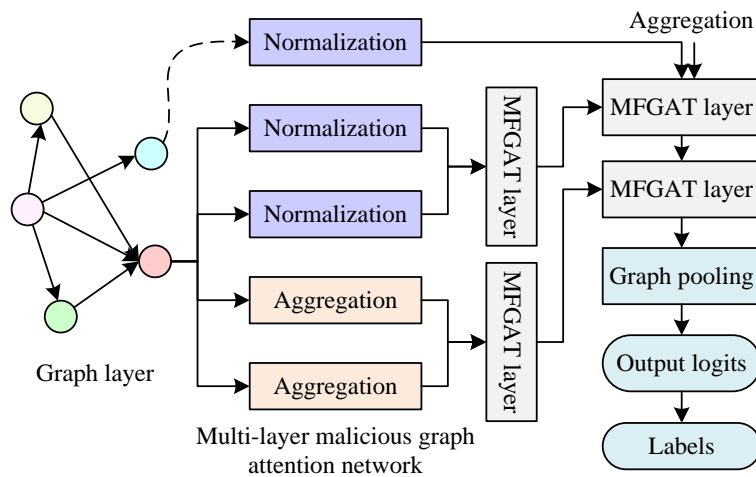 Normalization
Aggregation
Normalization
MFGAT layer
MFGAT layer
Normalization
MFGAT layer
Graph pooling
Aggregation
MFGAT layer
Graph layer
Output logits
Aggregation
Multi-layer malicious graph
attention network
Labels